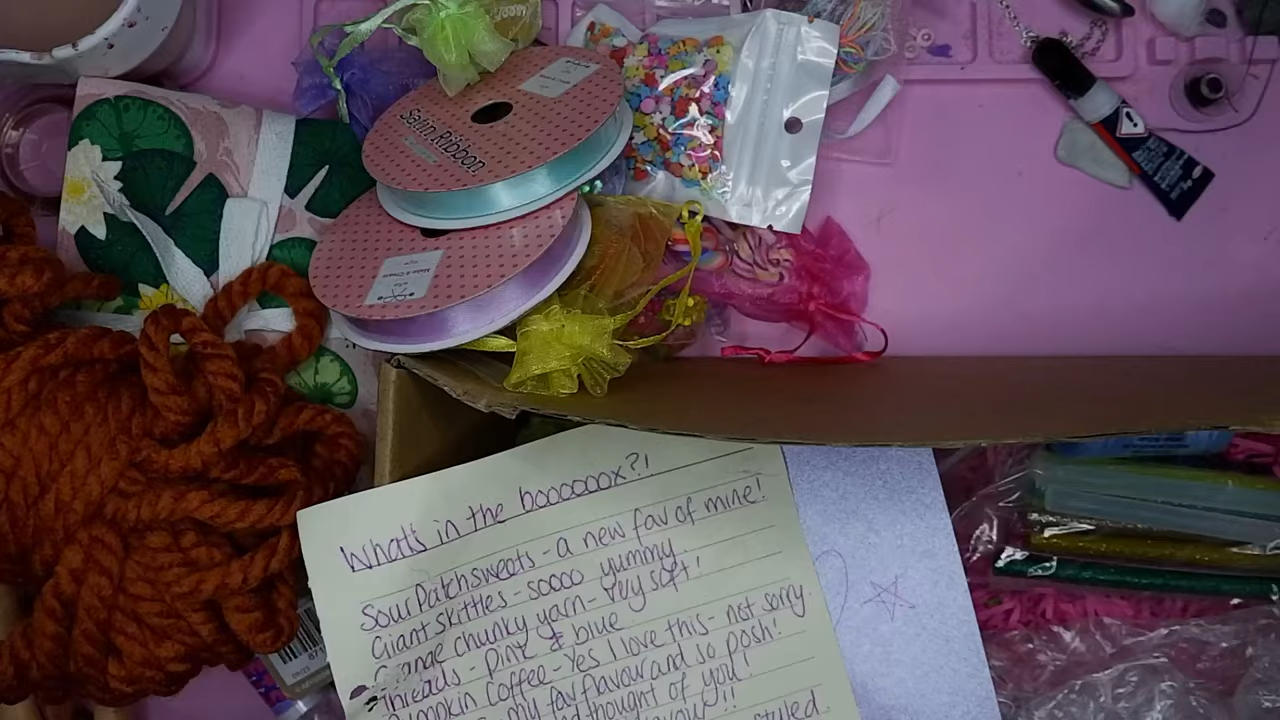 Satin Ribbon
What's in the boooooox?!
Sour Patch sweets - a new fav of mine!
Giant skittles - soooo yummy
Orange chunky yarn - very soft!
Threads - pink & blue
Pumpkin Coffee - Yes I love this - not sorry
my fav flavour and so posh!
thought of you!
styled